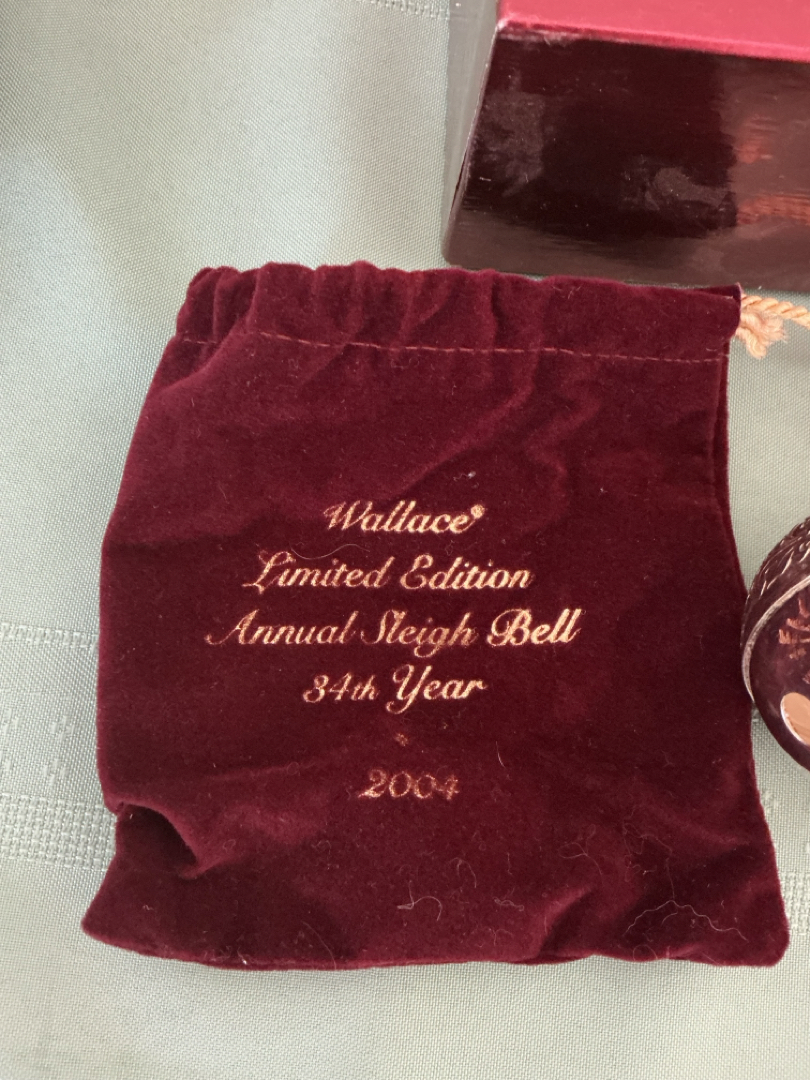 Wallace®
Limited Edition
Annual Sleigh Bell
34th Year
2004